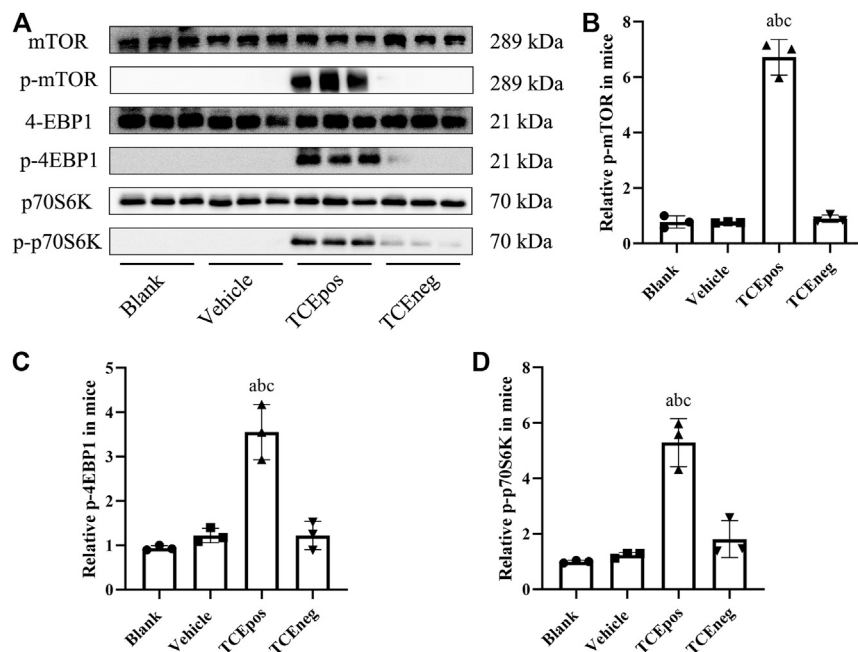 A
mTOR 289 kDa
p-mTOR 289 kDa
4-EBP1 21 kDa
p-4EBP1 21 kDa
p70S6K 70 kDa
p-p70S6K 70 kDa
Blank Vehicle TCEpos TCEneg
B
Relative p-mTOR in mice
8
6
4
2
0
abc
Blank Vehicle TCEpos TCEneg
C
Relative p-4EBP1 in mice
5
4
3
2
1
0
abc
Blank Vehicle TCEpos TCEneg
D
Relative p-p70S6K in mice
8
6
4
2
0
abc
Blank Vehicle TCEpos TCEneg